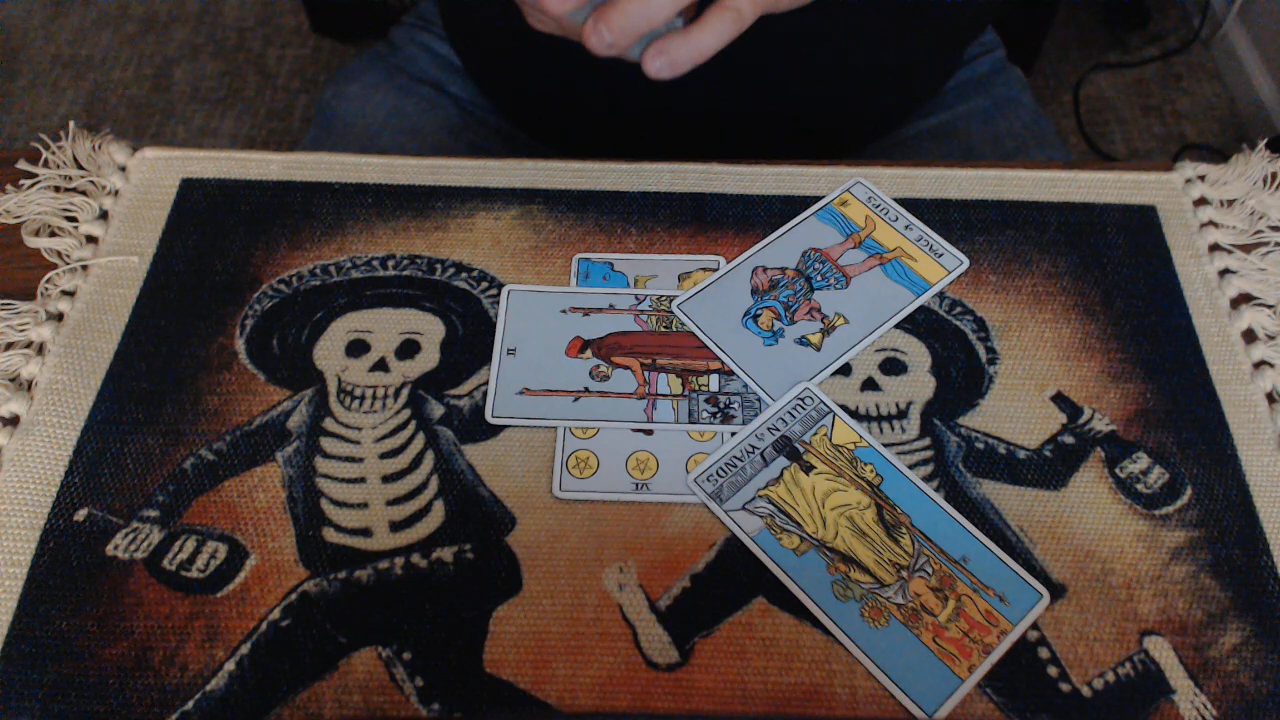 PAGE of CUPS.
II
QUEEN of WANDS.
VI